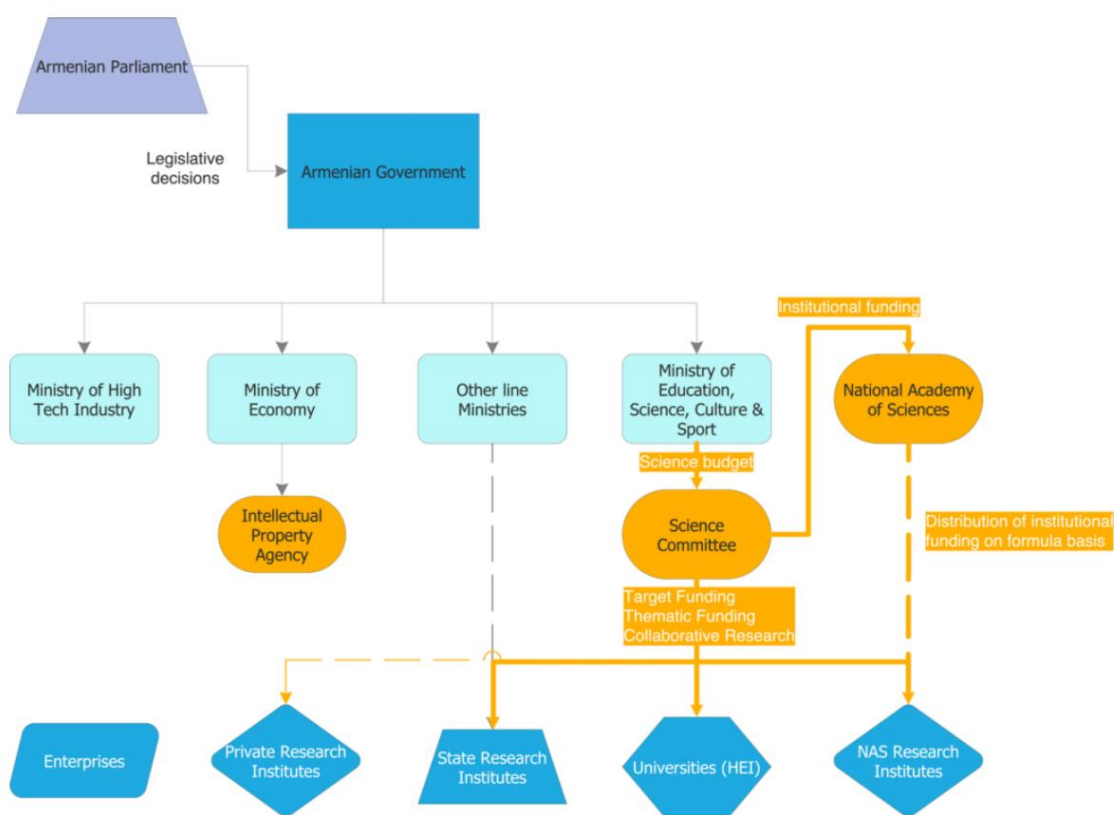 Armenian Parliament
Legislative
decisions
Armenian Government
Institutional funding
Ministry of High
Tech Industry
Ministry of
Economy
Other line
Ministries
Ministry of
Education,
Science, Culture &
Sport
National Academy
of Sciences
Science budget
Intellectual
Property
Agency
Science
Committee
Distribution of institutional
funding on formula basis
Target Funding
Thematic Funding
Collaborative Research
Enterprises
Private Research
Institutes
State Research
Institutes
Universities (HEI)
NAS Research
Institutes